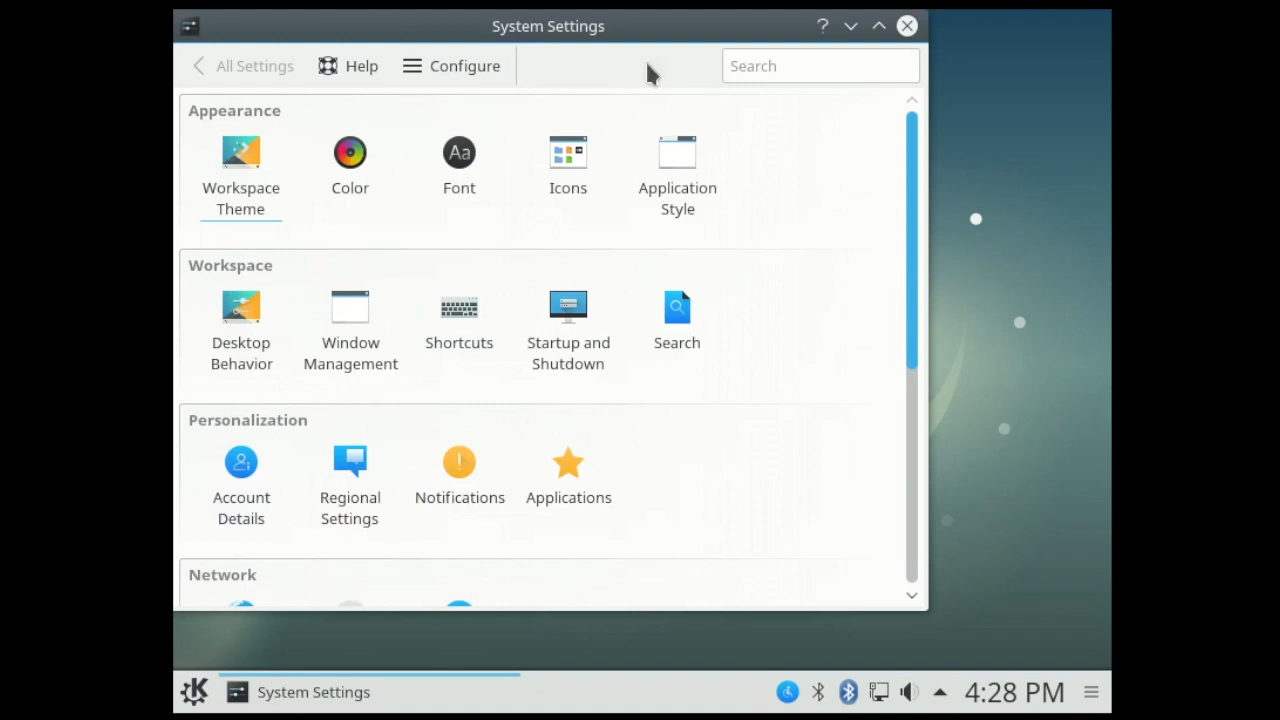 System Settings
All Settings Help Configure Search
Appearance
Workspace Theme
Color
Font
Icons
Application Style
Workspace
Desktop Behavior
Window Management
Shortcuts
Startup and Shutdown
Search
Personalization
Account Details
Regional Settings
Notifications
Applications
Network
System Settings 4:28 PM